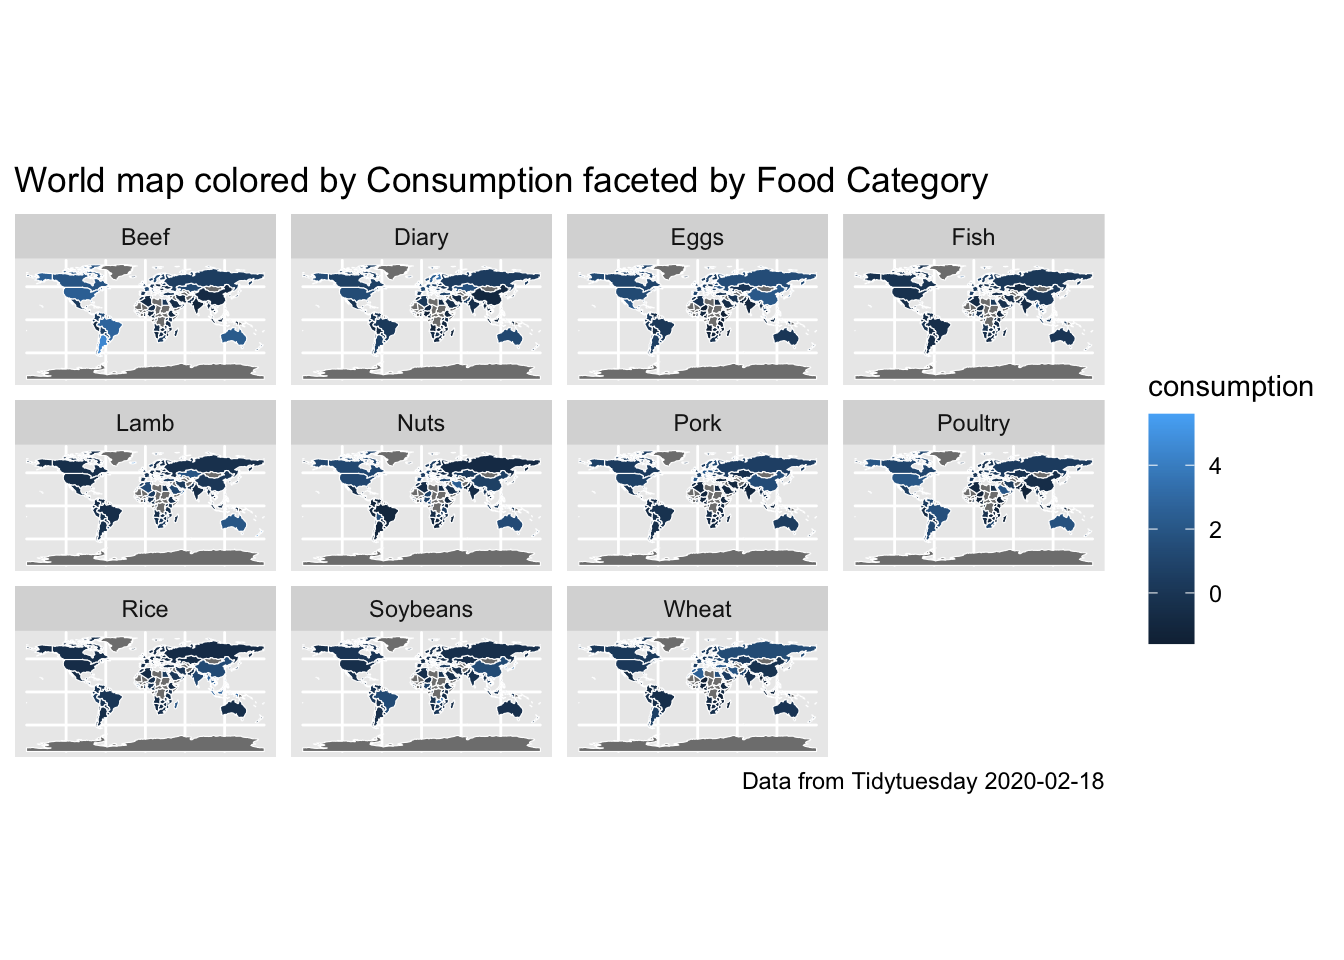 World map colored by Consumption faceted by Food Category
Beef
Diary
Eggs
Fish
Lamb
Nuts
Pork
Poultry
Rice
Soybeans
Wheat
consumption
4
2
0
Data from Tidytuesday 2020-02-18